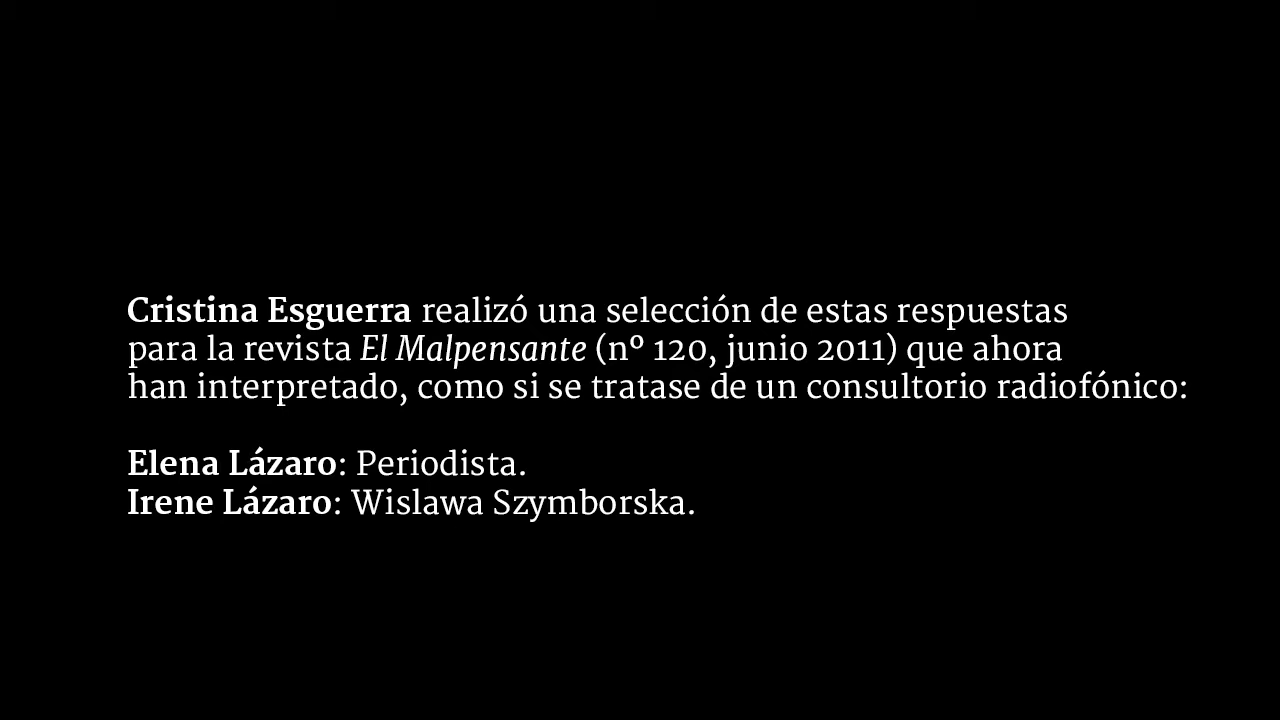 Cristina Esguerra realizó una selección de estas respuestas
para la revista El Malpensante (nº 120, junio 2011) que ahora
han interpretado, como si se tratase de un consultorio radiofónico:
Elena Lázaro: Periodista.
Irene Lázaro: Wislawa Szymborska.